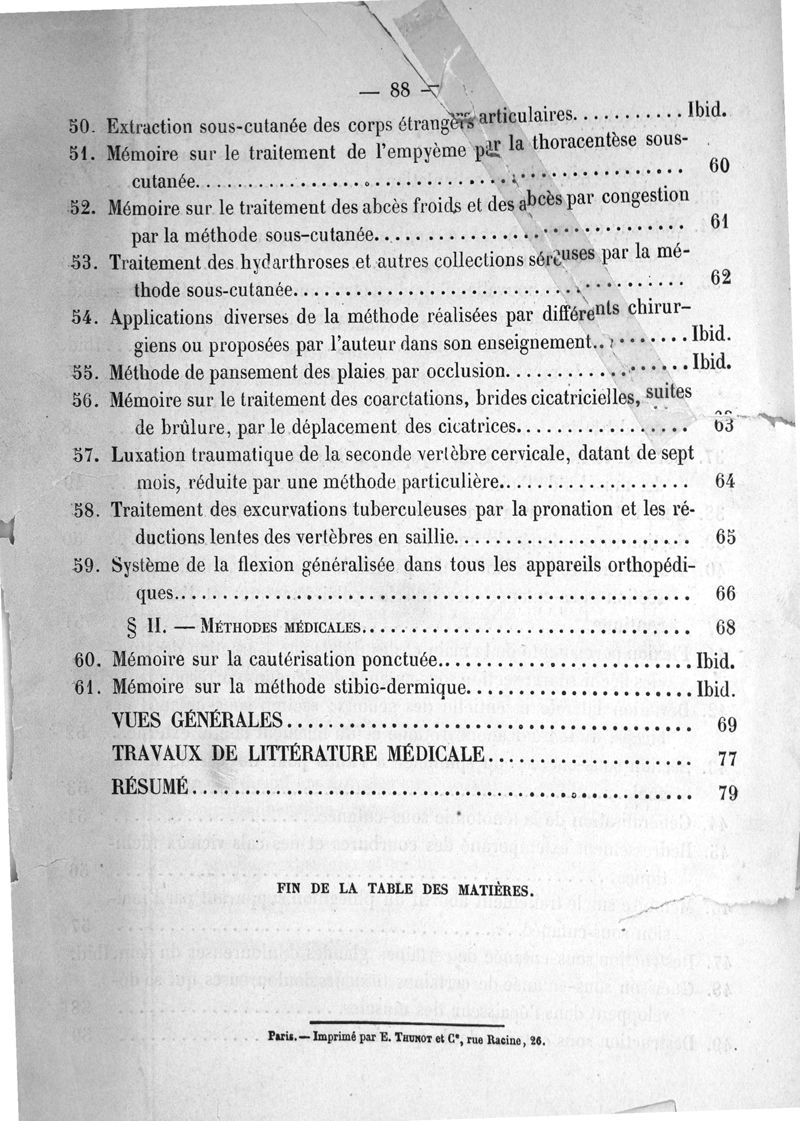 — 88 —
50. Extraction sous-cutanée des corps étrangers articulaires. . . . . . . . . . . Ibid.
51. Mémoire sur le traitement de l'empyème par la thoracentèse sous-
cutanée. . . . . . . . . . . . . . . . . . . . . . . . . . . . . . . . . . . . . . . 60
52. Mémoire sur le traitement des abcès froids et des abcès par congestion
par la méthode sous-cutanée. . . . . . . . . . . . . . . . . . . . . . . . . . 61
53. Traitement des hydarthroses et autres collections séreuses par la mé-
thode sous-cutanée. . . . . . . . . . . . . . . . . . . . . . . . . . . . . . . 62
54. Applications diverses de la méthode réalisées par différents chirur-
giens ou proposées par l'auteur dans son enseignement. . . . . . . . . Ibid.
55. Méthode de pansement des plaies par occlusion. . . . . . . . . . . . . . . Ibid.
56. Mémoire sur le traitement des coarctations, brides cicatricielles, suites
de brûlure, par le déplacement des cicatrices. . . . . . . . . . . . . . . 63
57. Luxation traumatique de la seconde vertèbre cervicale, datant de sept
mois, réduite par une méthode particulière. . . . . . . . . . . . . . . . . 64
58. Traitement des excurvations tuberculeuses par la pronation et les ré-
ductions lentes des vertèbres en saillie. . . . . . . . . . . . . . . . . . . . 65
59. Système de la flexion généralisée dans tous les appareils orthopédi-
ques. . . . . . . . . . . . . . . . . . . . . . . . . . . . . . . . . . . . . . . . . 66
§ II. — MÉTHODES MÉDICALES. . . . . . . . . . . . . . . . . . . . . . . . . . . 68
60. Mémoire sur la cautérisation ponctuée. . . . . . . . . . . . . . . . . . . . . Ibid.
61. Mémoire sur la méthode stibio-dermique. . . . . . . . . . . . . . . . . . . Ibid.
VUES GÉNÉRALES. . . . . . . . . . . . . . . . . . . . . . . . . . . . . . . . . 69
TRAVAUX DE LITTÉRATURE MÉDICALE. . . . . . . . . . . . . . . . . 77
RÉSUMÉ. . . . . . . . . . . . . . . . . . . . . . . . . . . . . . . . . . . . . . . . 79
FIN DE LA TABLE DES MATIÈRES.
Paris. — Imprimé par E. THUNOT et Cᵉ, rue Racine, 26.